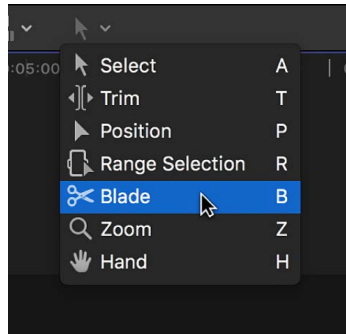 :05:00
Select A
Trim T
Position P
Range Selection R
Blade B
Zoom Z
Hand H